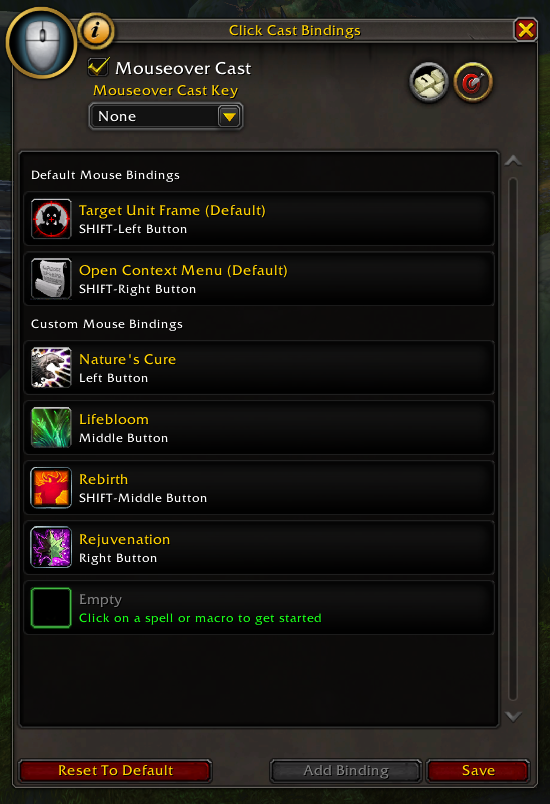 Click Cast Bindings
Mouseover Cast
Mouseover Cast Key
None
Default Mouse Bindings
Target Unit Frame (Default)
SHIFT-Left Button
Open Context Menu (Default)
SHIFT-Right Button
Custom Mouse Bindings
Nature's Cure
Left Button
Lifebloom
Middle Button
Rebirth
SHIFT-Middle Button
Rejuvenation
Right Button
Empty
Click on a spell or macro to get started
Reset To Default
Add Binding
Save